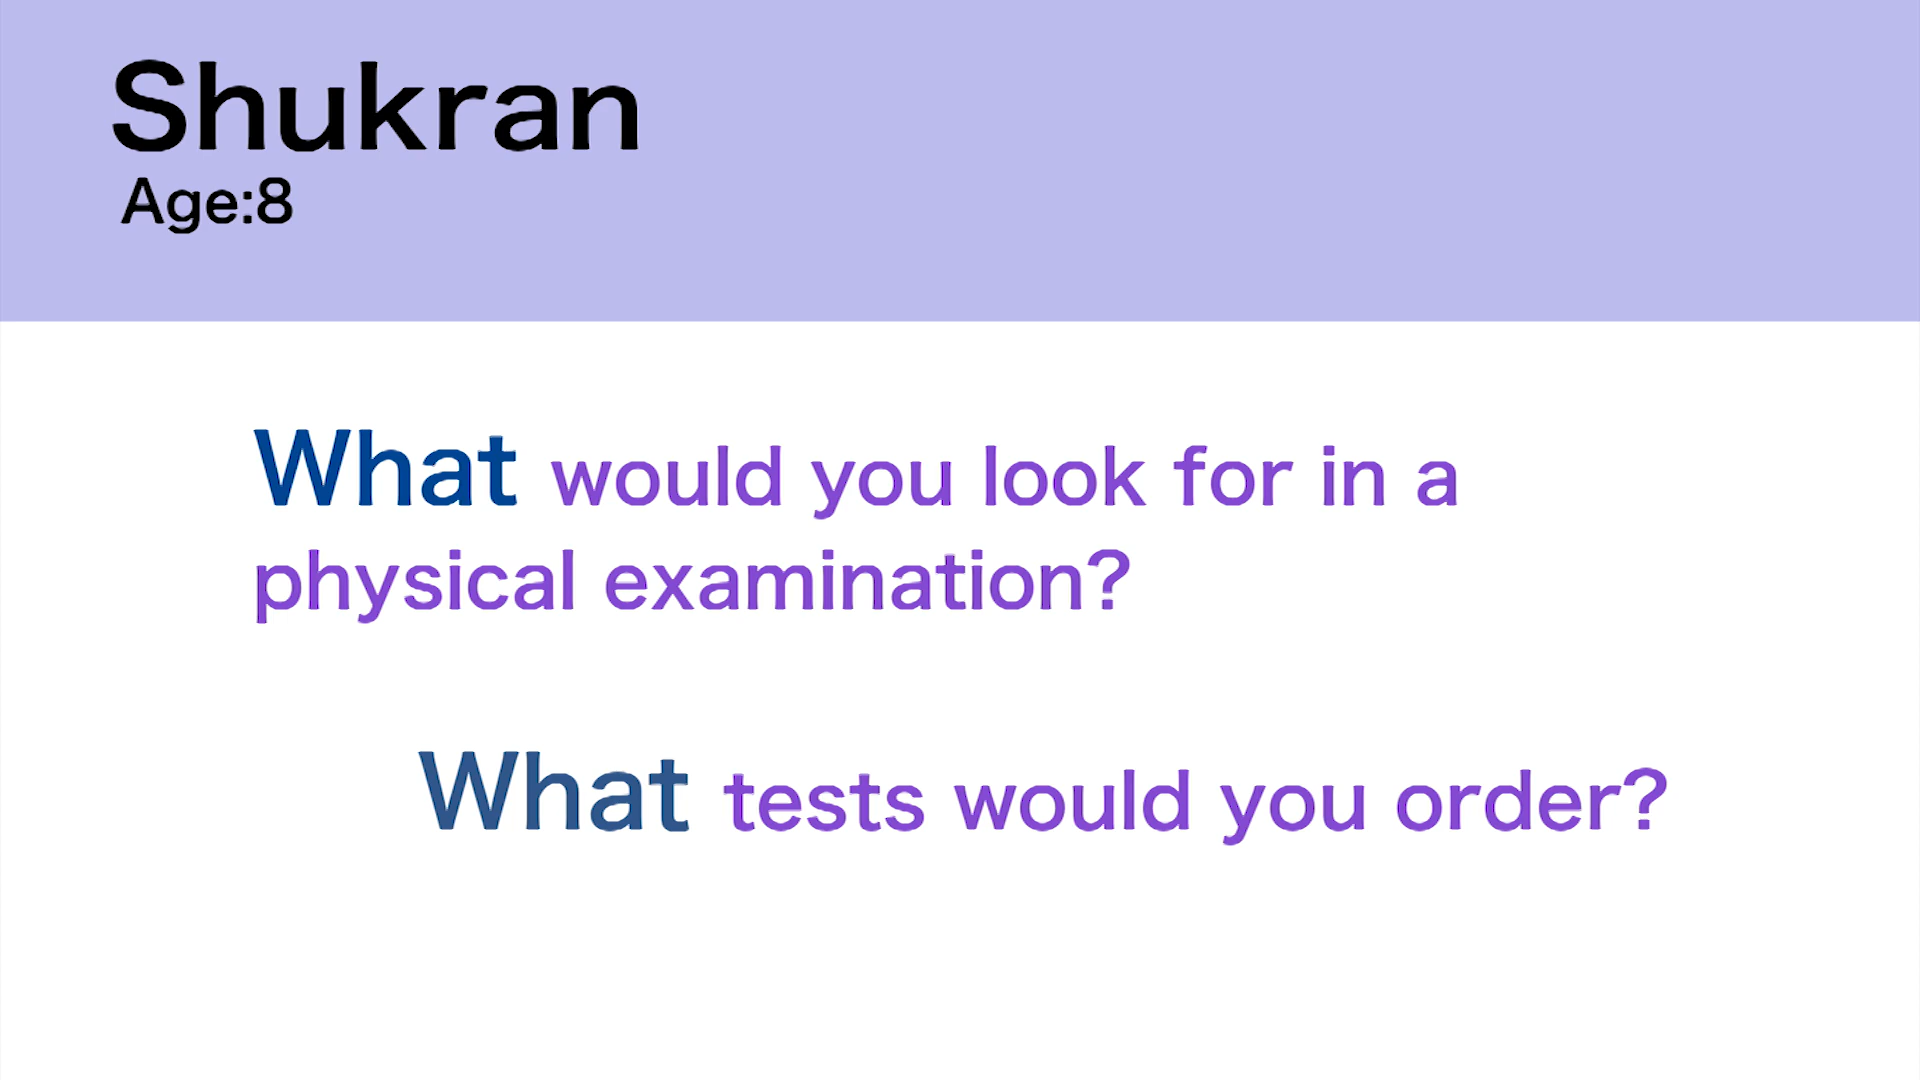 Shukran
Age:8
What would you look for in a
physical examination?
What tests would you order?